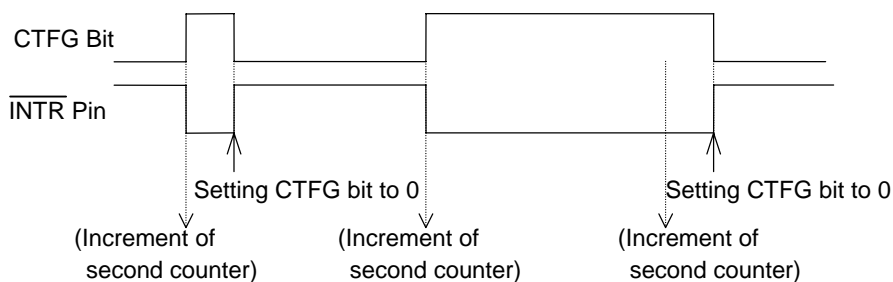 CTFG Bit
INTR Pin
Setting CTFG bit to 0
Setting CTFG bit to 0
(Increment of
second counter)
(Increment of
second counter)
(Increment of
second counter)